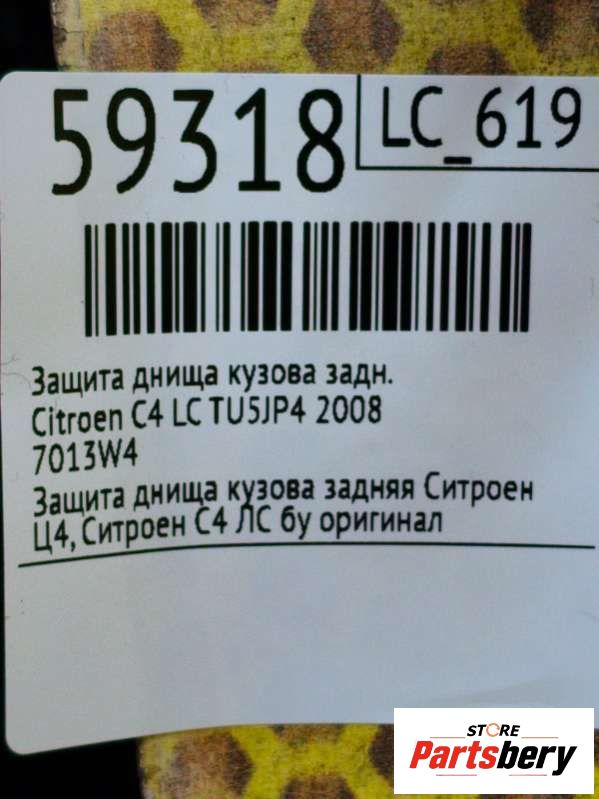 59318
LC_619
Защита днища кузова задн.
Citroen C4 LC TU5JP4 2008
7013W4
Защита днища кузова задняя Ситроен
Ц4, Ситроен С4 ЛС бу оригинал
STORE
Partsbery